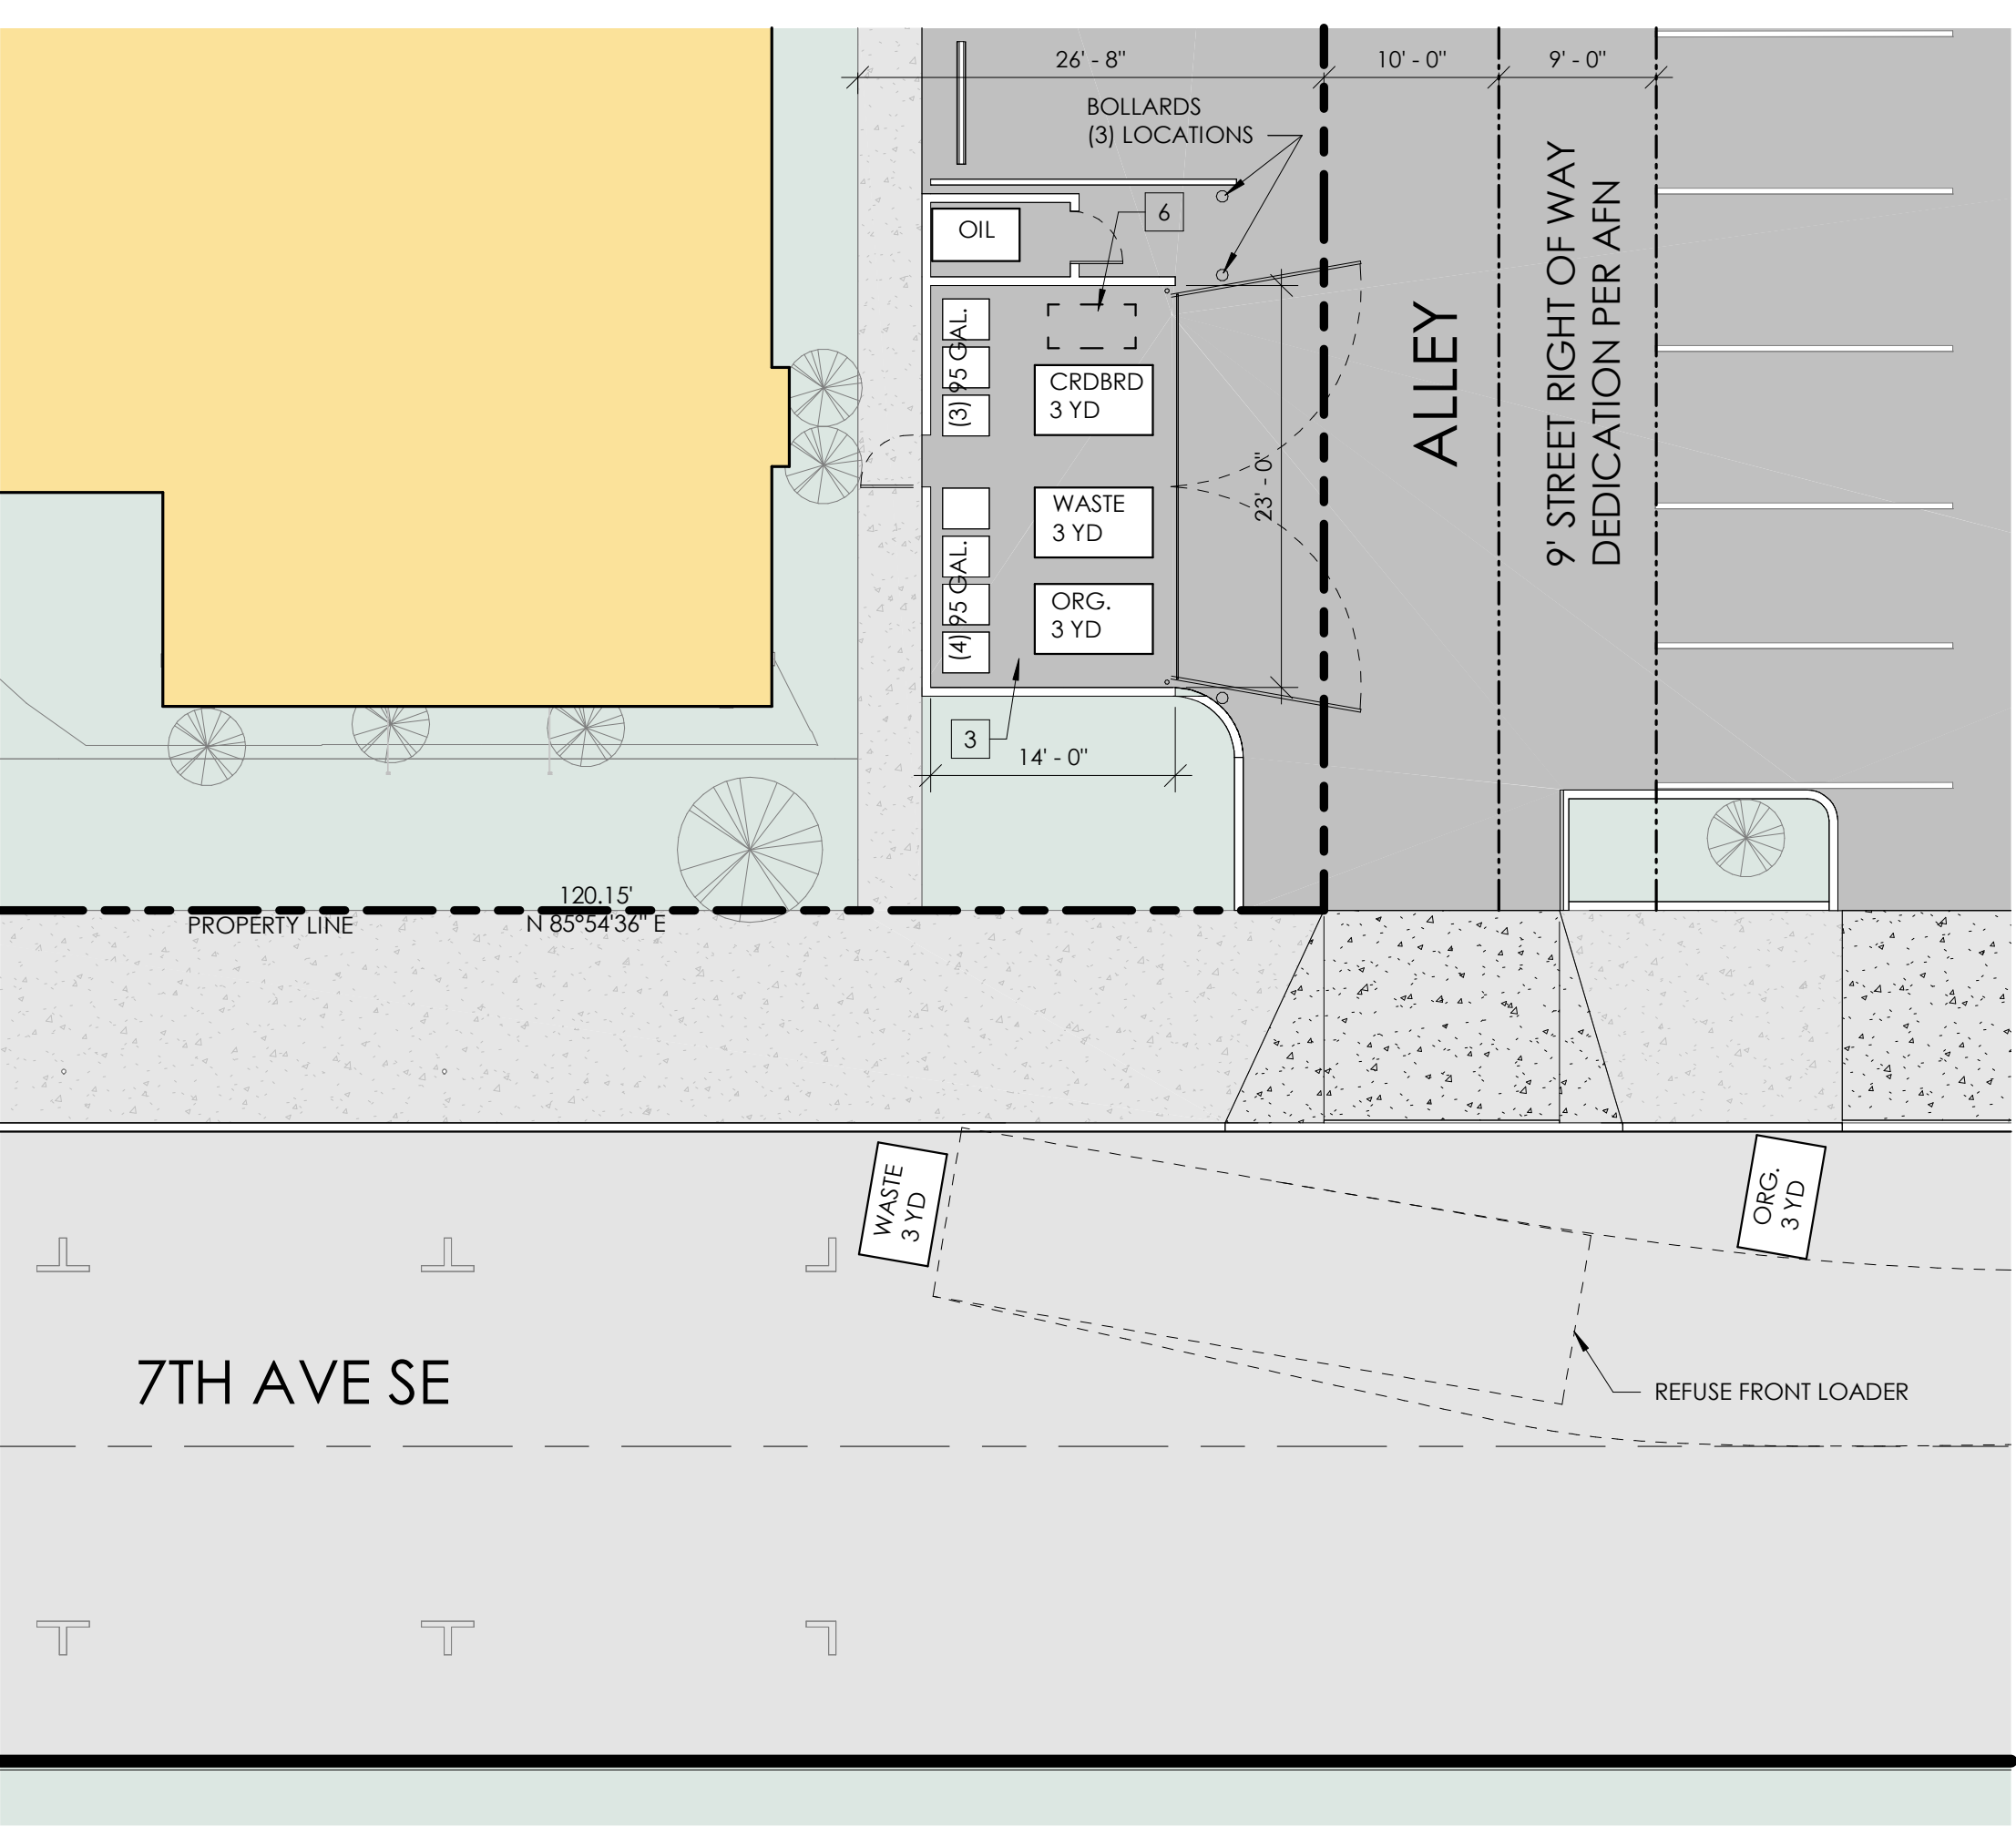 26' - 8"
10' - 0"
9' - 0"
BOLLARDS
(3) LOCATIONS
6
OIL
(3) 95 GAL.
CRDBRD
3 YD
WASTE
3 YD
(4) 95 GAL.
ORG.
3 YD
23' - 0"
ALLEY
9' STREET RIGHT OF WAY
DEDICATION PER AFN
3
14' - 0"
120.15'
PROPERTY LINE
N 85°54'36" E
WASTE
3 YD
ORG.
3 YD
7TH AVE SE
REFUSE FRONT LOADER